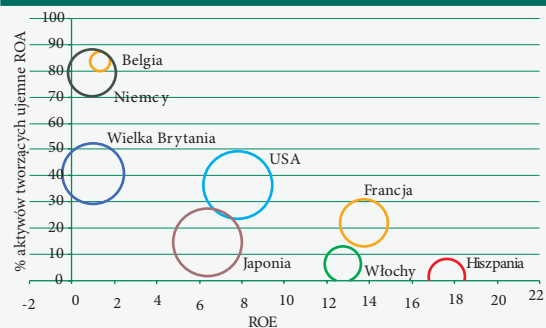 % aktywów tworzących ujemne ROA
100
90
80
70
60
50
40
30
20
10
0
Belgia
Niemcy
Wielka Brytania
USA
Francja
Japonia
Włochy
Hiszpania
-2 0 2 4 6 8 10 12 14 16 18 20 22
ROE